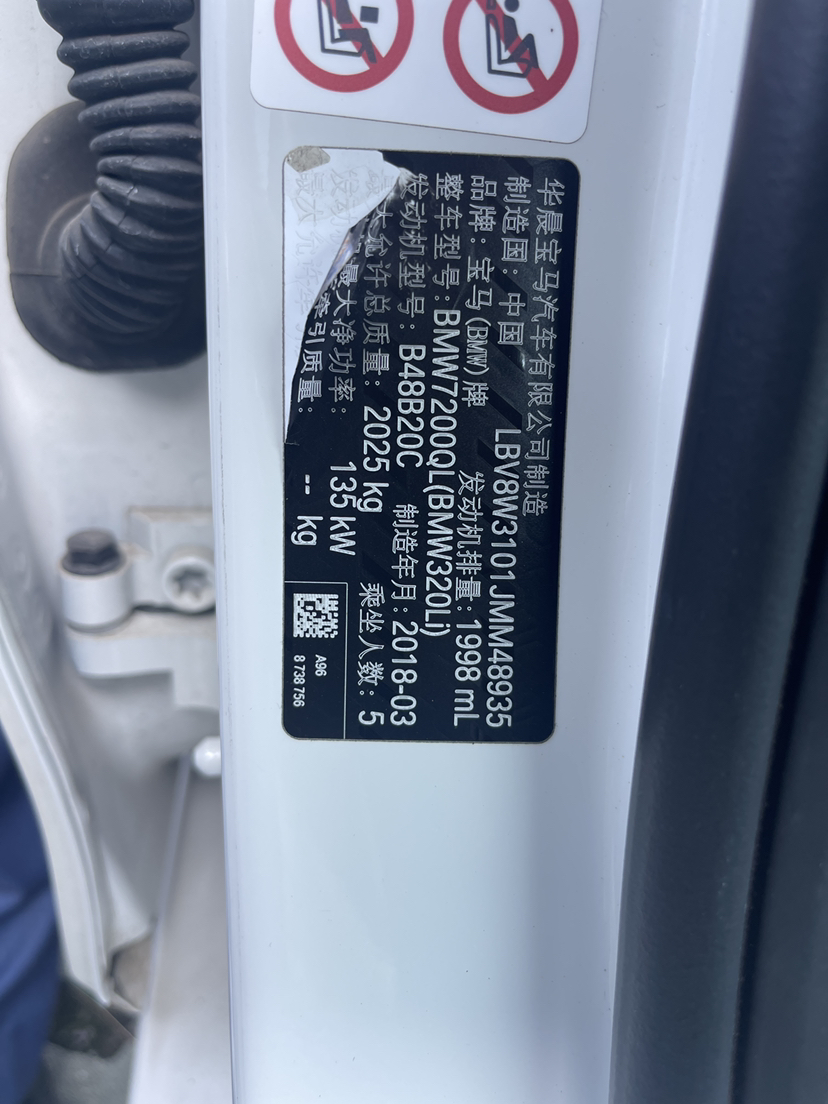 华晨宝马汽车有限公司制造
制造国：中国 LBV8W3101JMM48935
品牌：宝马(BMW)牌 发动机排量：1998 mL
整车型号：BMW7200QL(BMW320Li)
发动机型号：B48B20C 制造年月：2018-03
大允许总质量：2025 kg 乘坐人数：5
最大净功率：135 kW
牵引质量：-- kg
A96
8 738 756